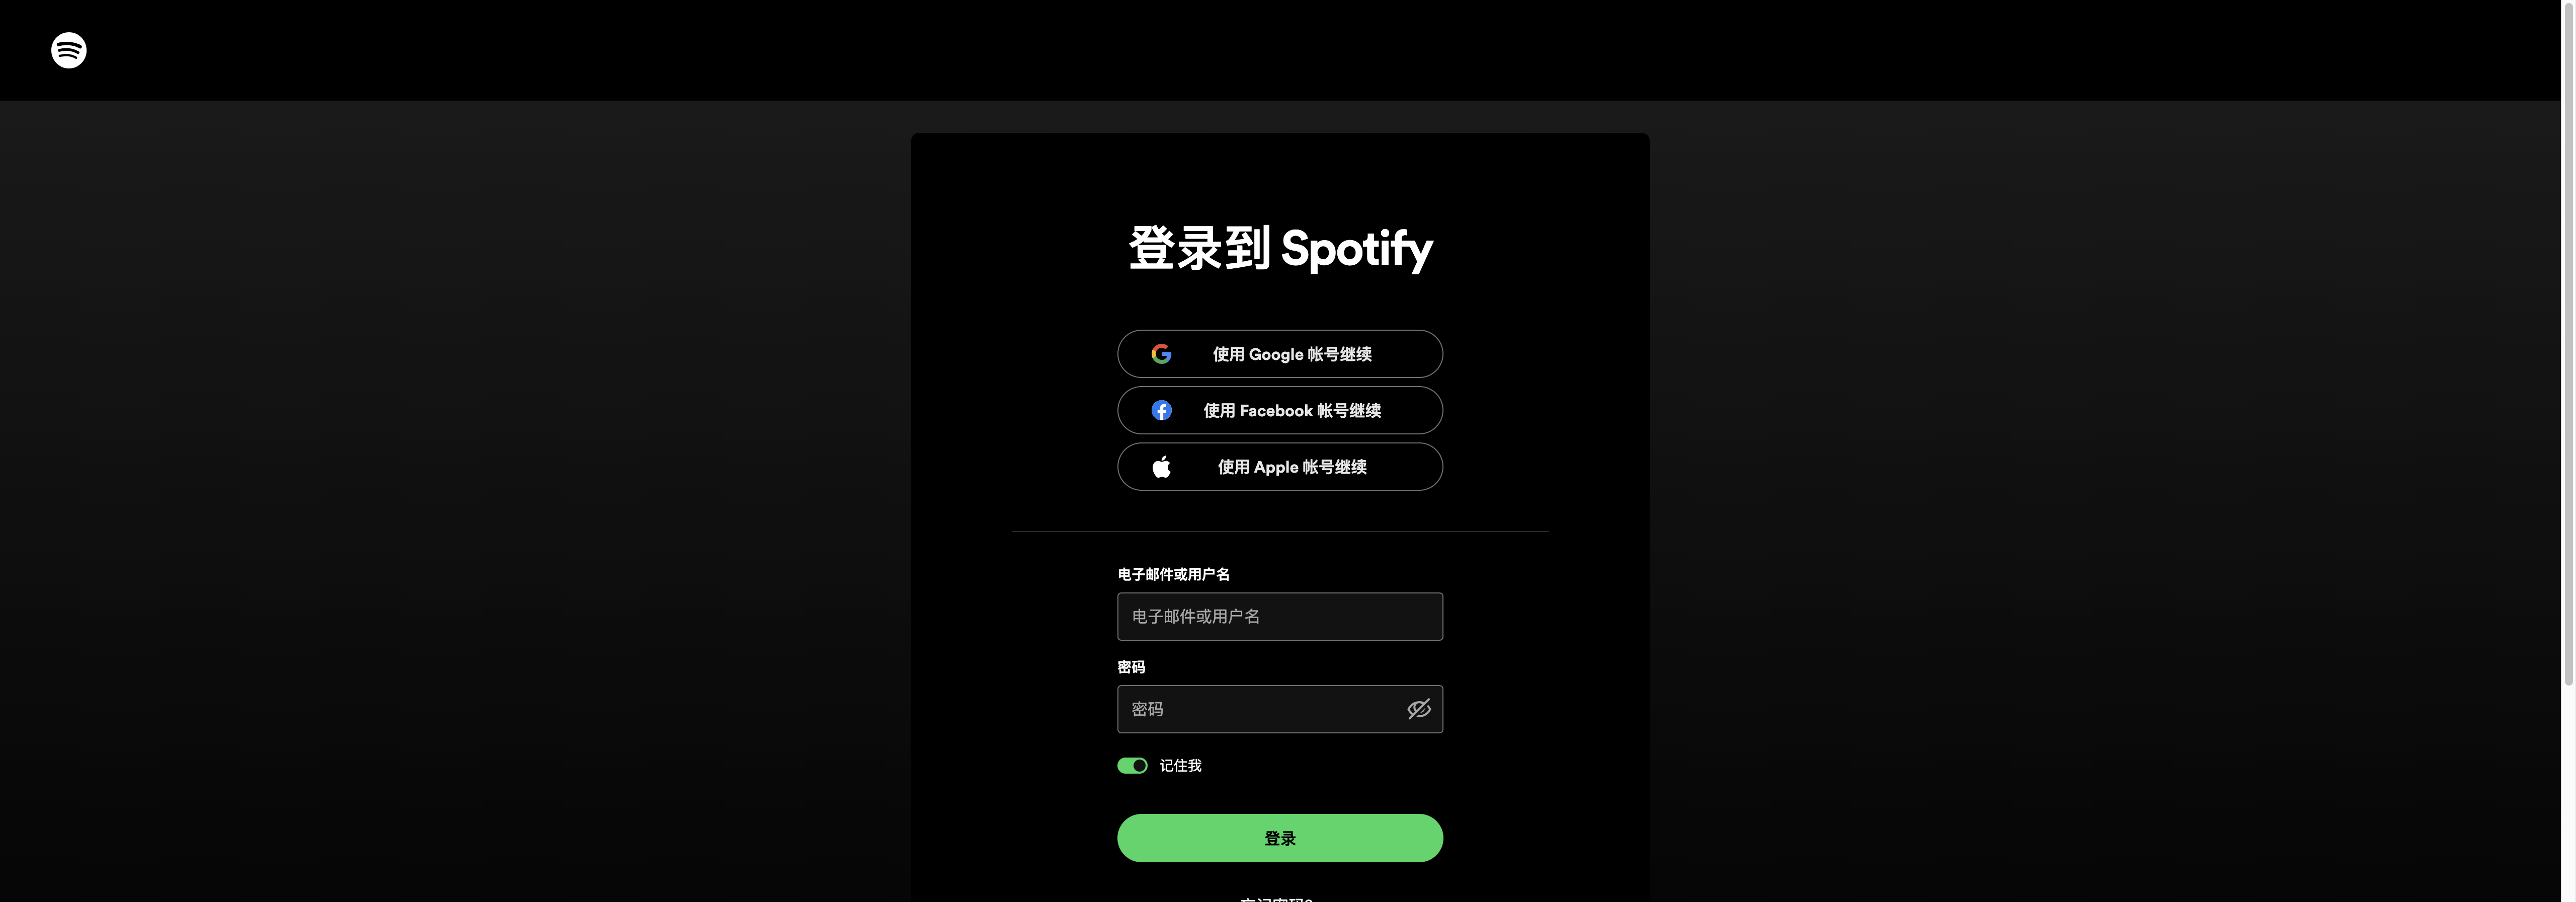 登录到 Spotify
使用 Google 帐号继续
使用 Facebook 帐号继续
使用 Apple 帐号继续
电子邮件或用户名
电子邮件或用户名
密码
密码
记住我
登录